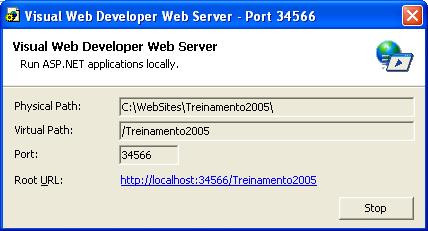 Visual Web Developer Web Server - Port 34566
Visual Web Developer Web Server
Run ASP.NET applications locally.
Physical Path: C:\WebSites\Treinamento2005\
Virtual Path: /Treinamento2005
Port: 34566
Root URL: http://localhost:34566/Treinamento2005
Stop